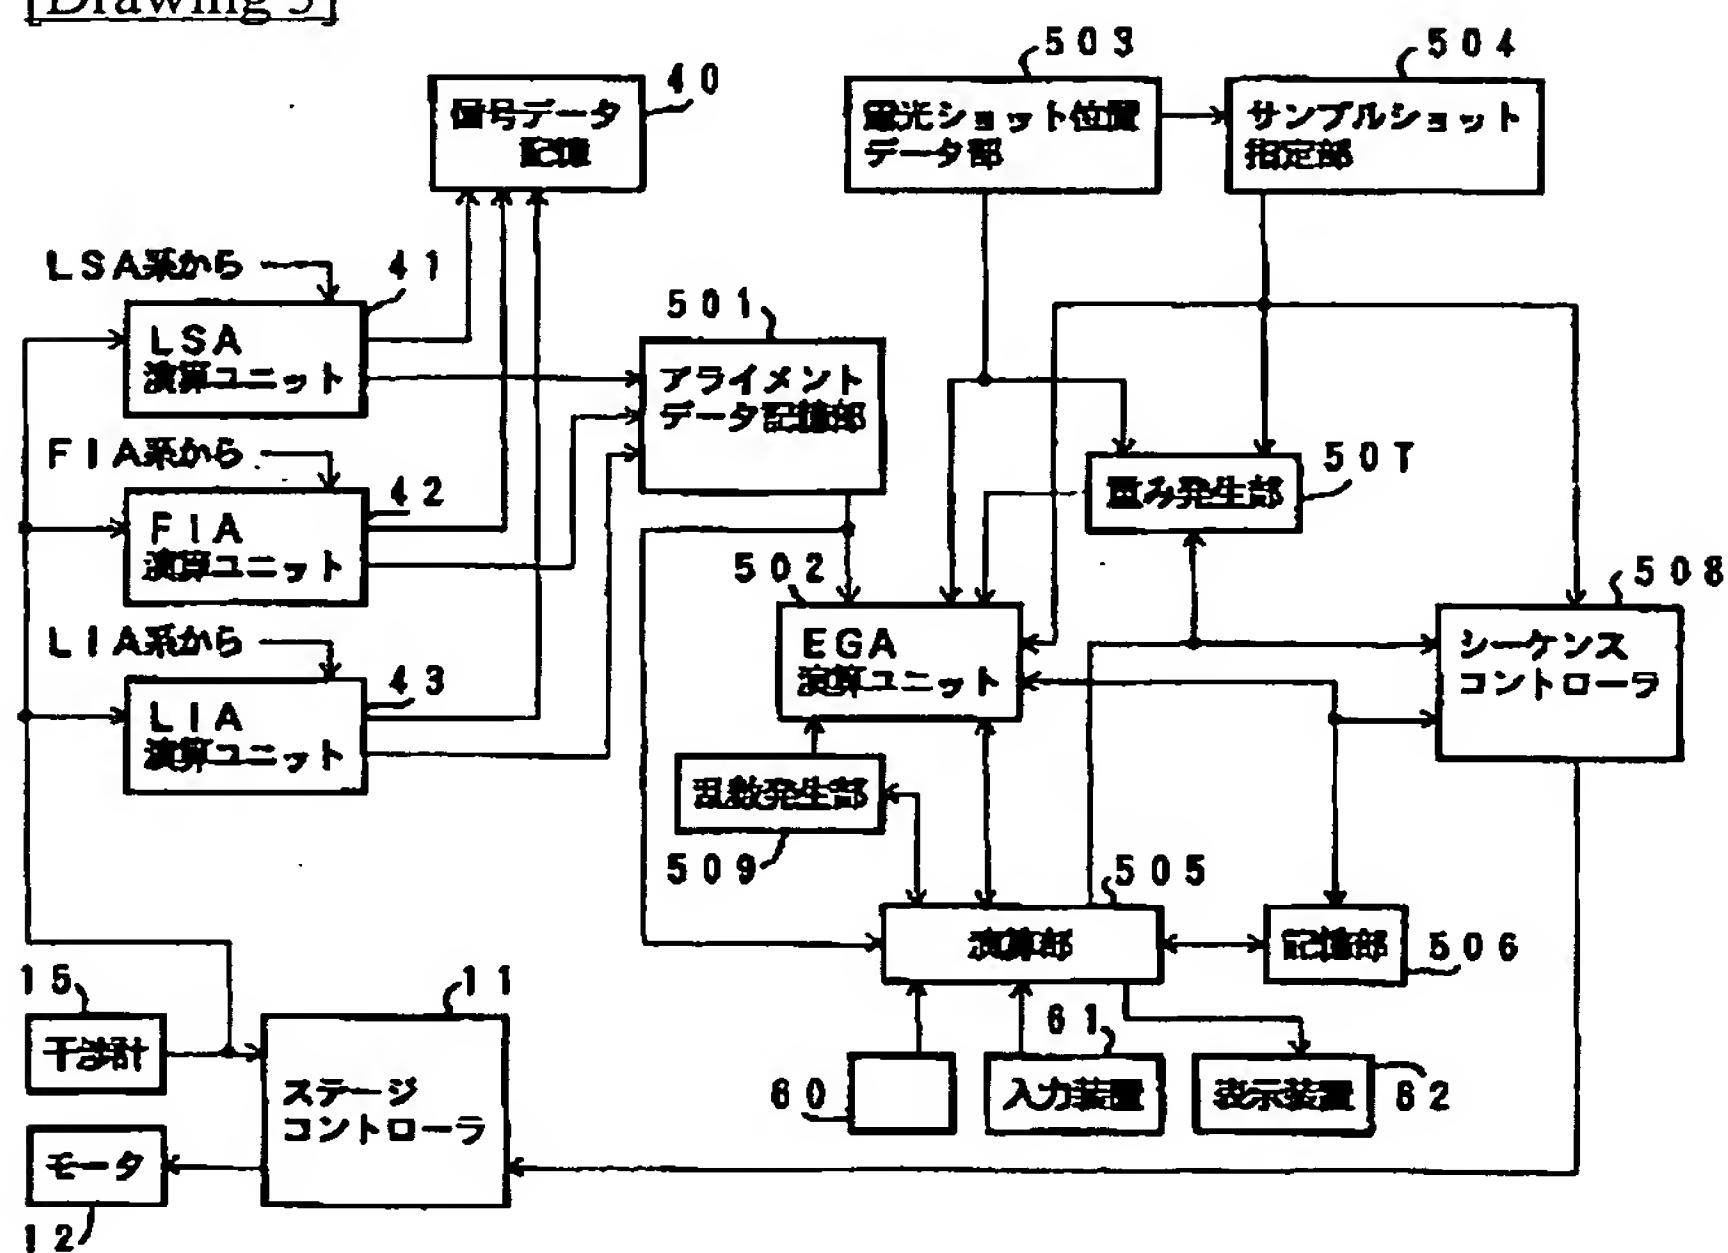 [Drawing 3]
503
504
40
信号データ
記憶
露光ショット位置
データ部
サンプルショット
指定部
LSA系から
41
501
LSA
演算ユニット
アライメント
データ記憶部
FIA系から
507
重み発生部
42
FIA
演算ユニット
502
508
LIA系から
43
EGA
演算ユニット
シーケンス
コントローラ
LIA
演算ユニット
乱数発生部
509
505
演算部
記憶部
506
15
11
61
干渉計
ステージ
コントローラ
60
入力装置
表示装置
62
モータ
12